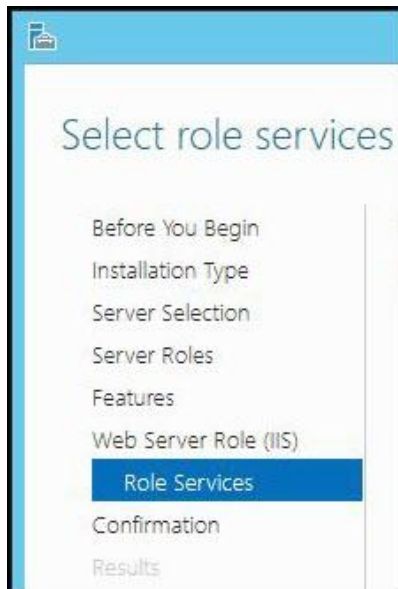 Select role services
Before You Begin
Installation Type
Server Selection
Server Roles
Features
Web Server Role (IIS)
Role Services
Confirmation
Results